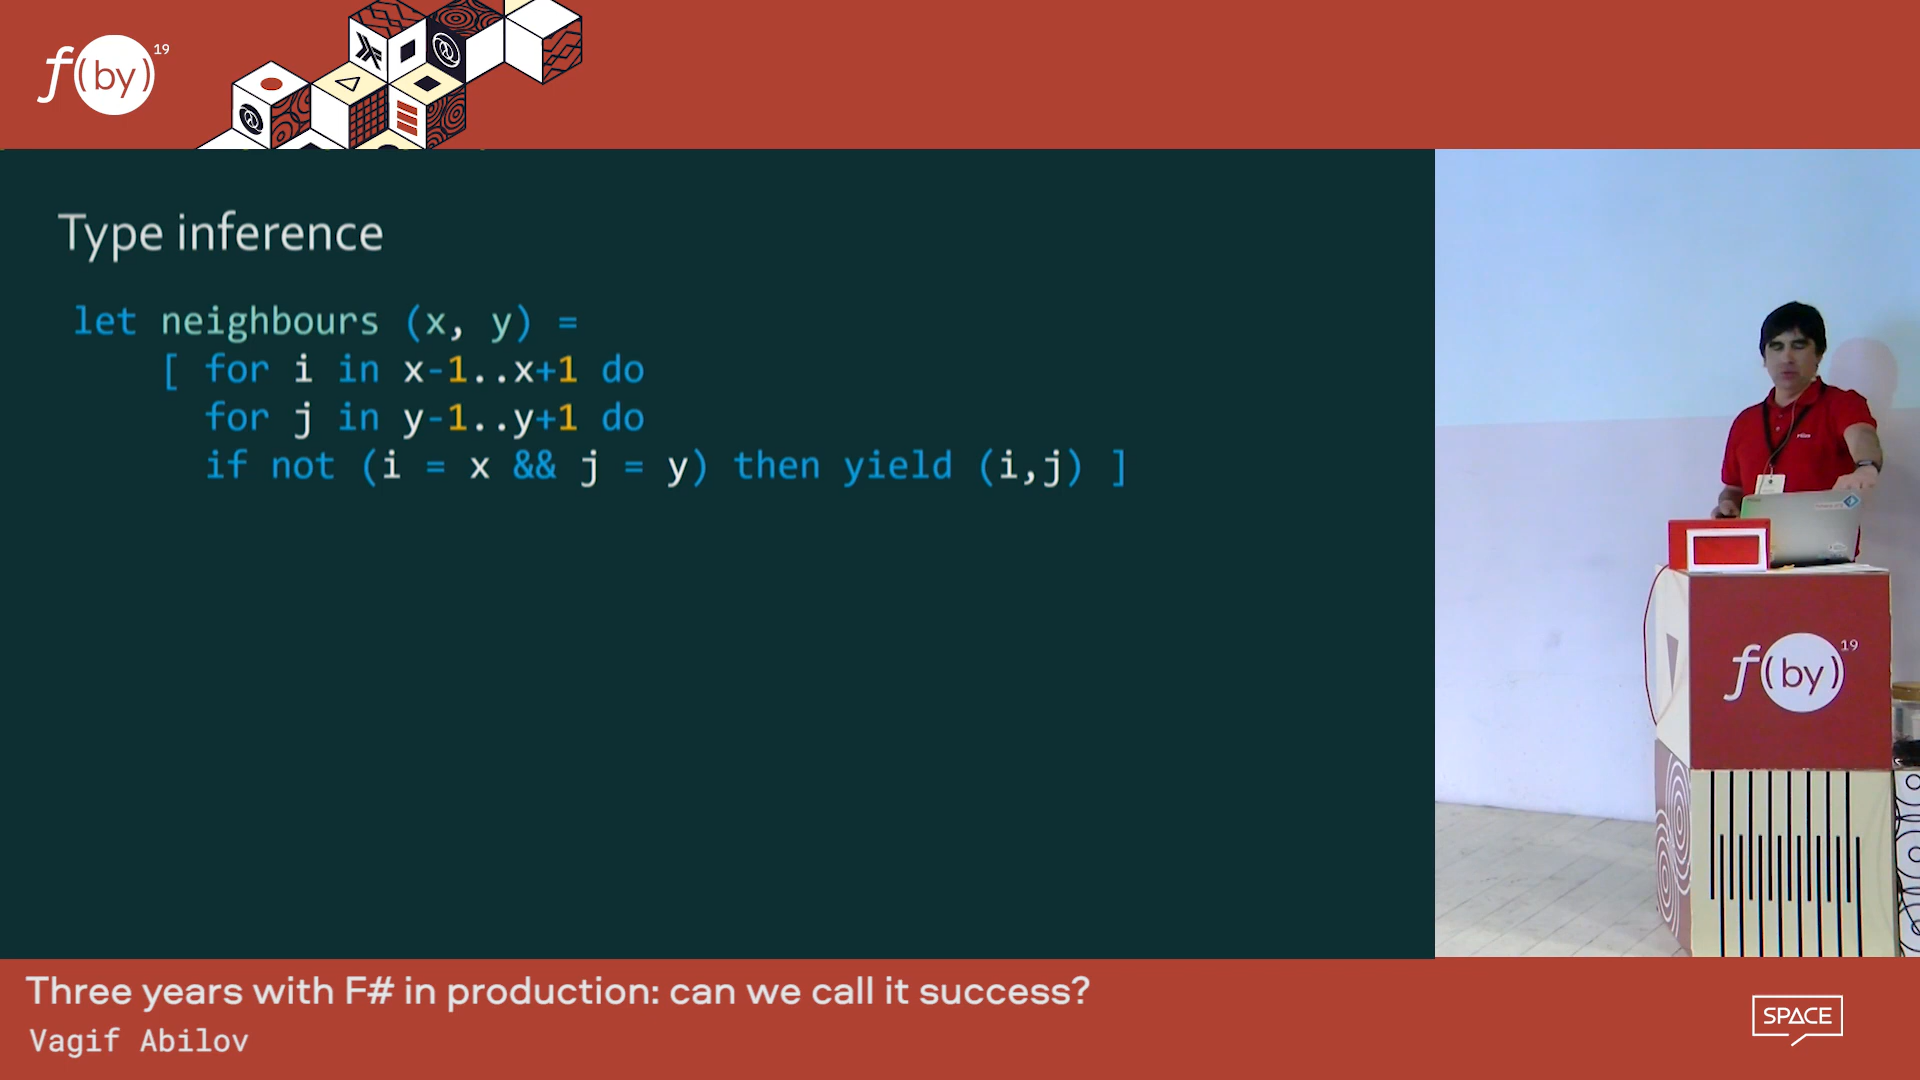 f(by) 19
Type inference
let neighbours (x, y) =
[ for i in x-1..x+1 do
for j in y-1..y+1 do
if not (i = x && j = y) then yield (i,j) ]
f(by) 19
Three years with F# in production: can we call it success?
Vagif Abilov
SPACE